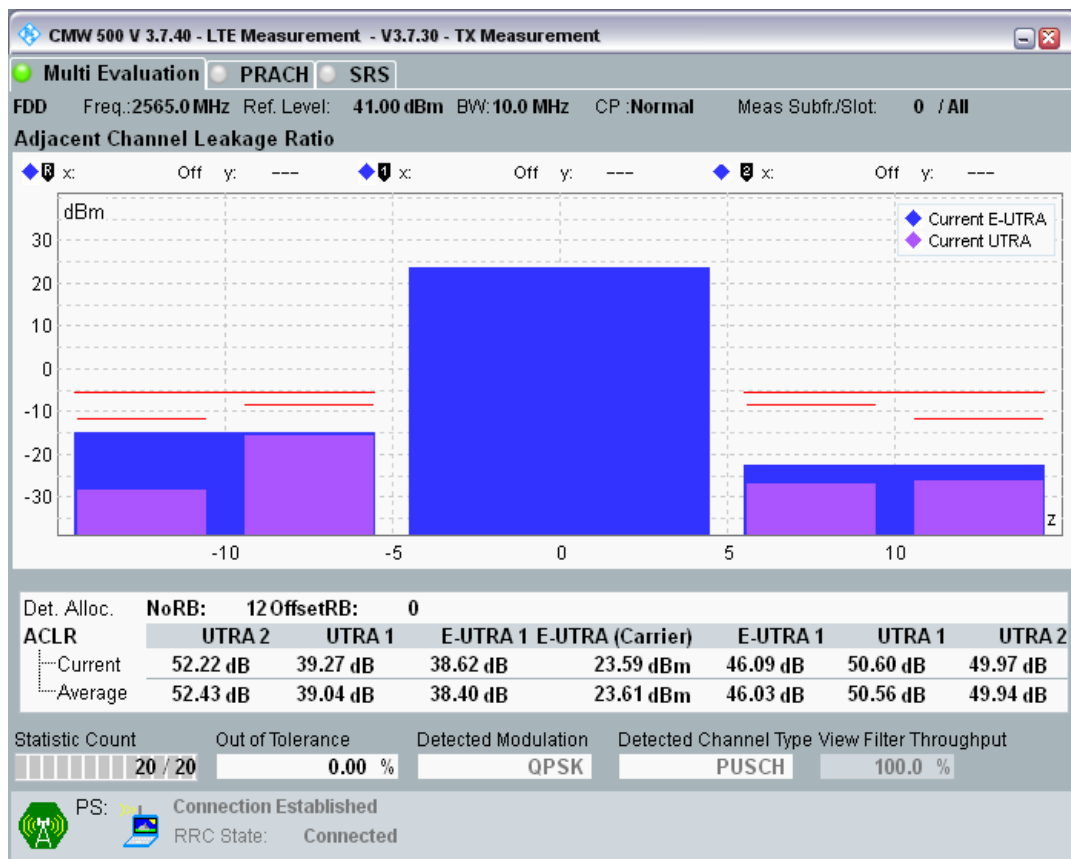 CMW 500 V 3.7.40 - LTE Measurement - V3.7.30 - TX Measurement
Multi Evaluation PRACH SRS
FDD Freq.:2565.0 MHz Ref. Level: 41.00 dBm BW:10.0 MHz CP :Normal Meas Subfr./Slot: 0 / All
Adjacent Channel Leakage Ratio
R x: Off y: --- 1 x: Off y: --- 2 x: Off y: ---
dBm
Current E-UTRA
Current UTRA
30
20
10
0
-10
-20
-30
z
-10 -5 0 5 10
Det. Alloc. NoRB: 12 OffsetRB: 0
ACLR UTRA 2 UTRA 1 E-UTRA 1 E-UTRA (Carrier) E-UTRA 1 UTRA 1 UTRA 2
Current 52.22 dB 39.27 dB 38.62 dB 23.59 dBm 46.09 dB 50.60 dB 49.97 dB
Average 52.43 dB 39.04 dB 38.40 dB 23.61 dBm 46.03 dB 50.56 dB 49.94 dB
Statistic Count Out of Tolerance Detected Modulation Detected Channel Type View Filter Throughput
20 / 20 0.00 % QPSK PUSCH 100.0 %
PS: Connection Established
RRC State: Connected